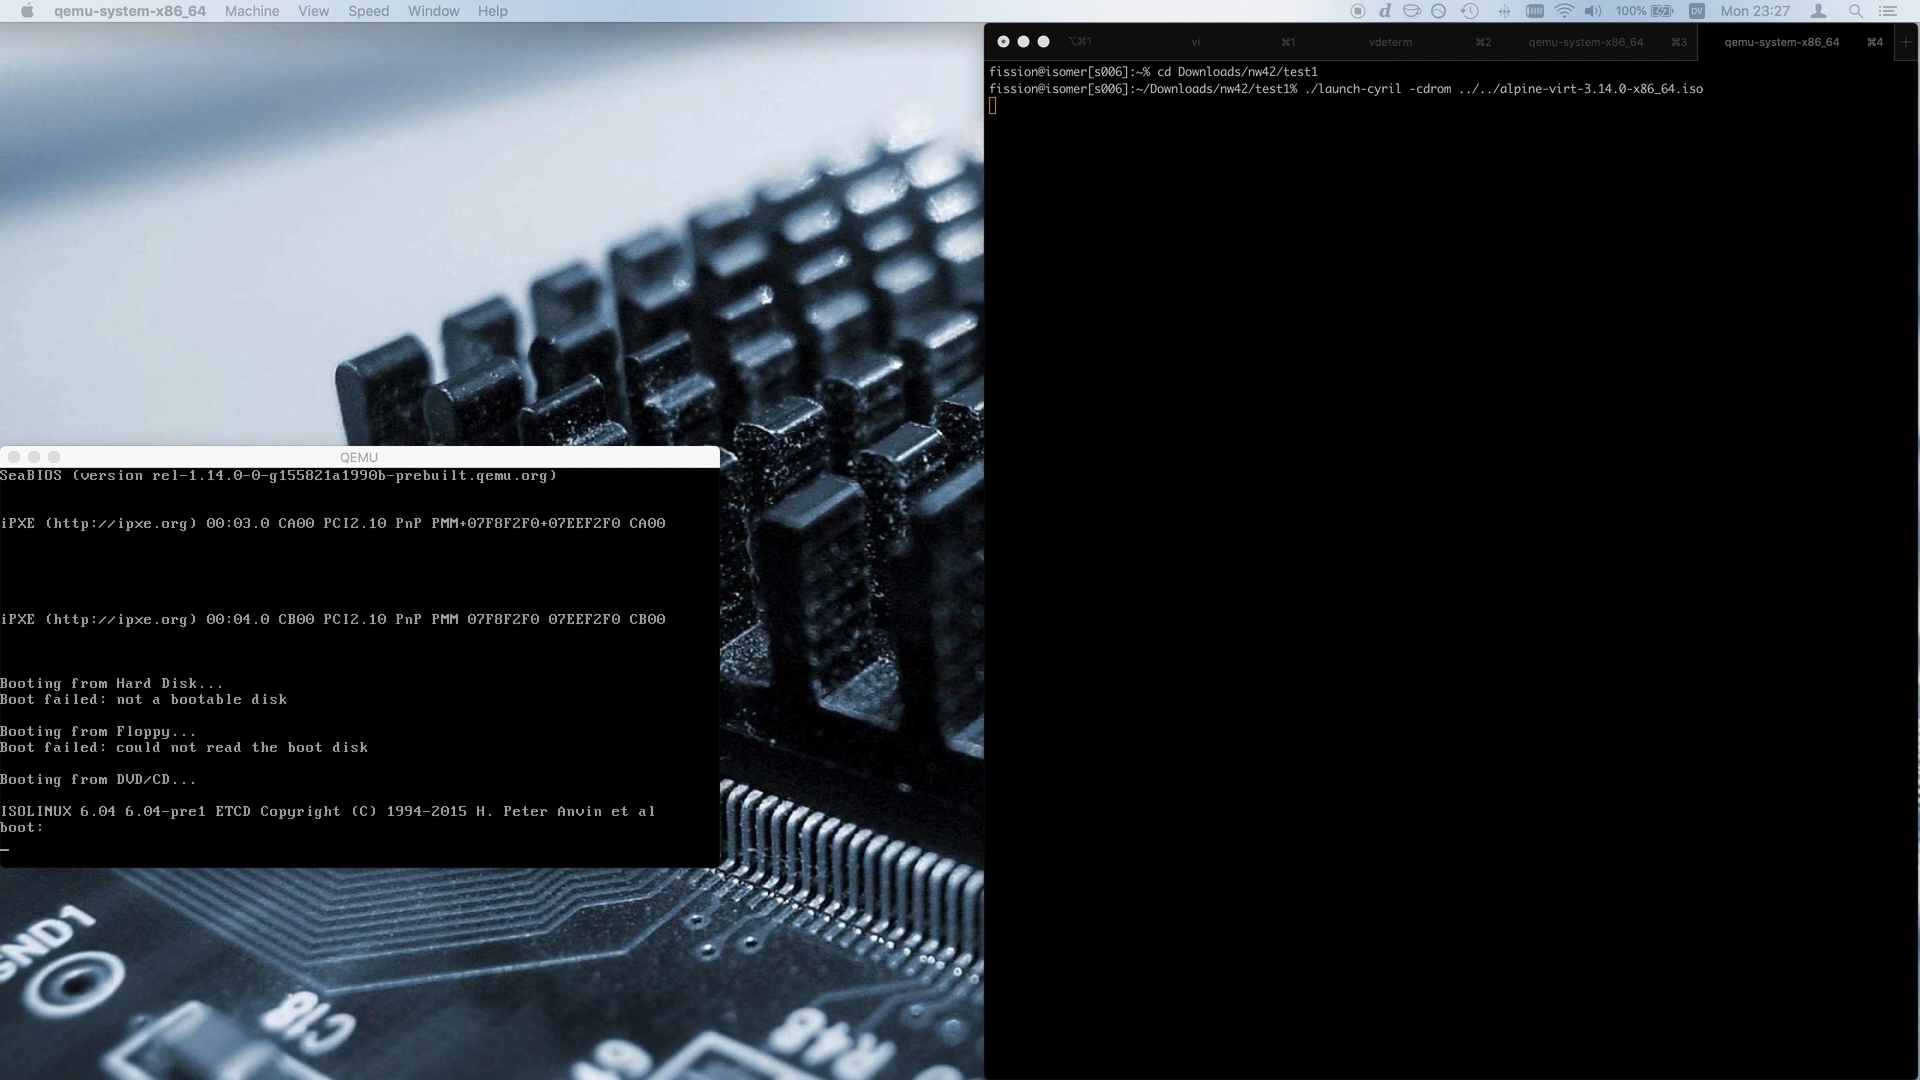 qemu-system-x86_64 Machine View Speed Window Help
100% DV Mon 23:27
⌥⌘1 vi ⌘1 vdeterm ⌘2 qemu-system-x86_64 ⌘3 qemu-system-x86_64 ⌘4 +
fission@isomer[s006]:~% cd Downloads/nw42/test1
fission@isomer[s006]:~/Downloads/nw42/test1% ./launch-cyril -cdrom ../../alpine-virt-3.14.0-x86_64.iso
QEMU
SeaBIOS (version rel-1.14.0-0-g155821a1990b-prebuilt.qemu.org)
iPXE (http://ipxe.org) 00:03.0 CA00 PCI2.10 PnP PMM+07F8F2F0+07EEF2F0 CA00
iPXE (http://ipxe.org) 00:04.0 CB00 PCI2.10 PnP PMM 07F8F2F0 07EEF2F0 CB00
Booting from Hard Disk...
Boot failed: not a bootable disk
Booting from Floppy...
Boot failed: could not read the boot disk
Booting from DVD/CD...
ISOLINUX 6.04 6.04-pre1 ETCD Copyright (C) 1994-2015 H. Peter Anvin et al
boot:
_
GND1
C18
R48